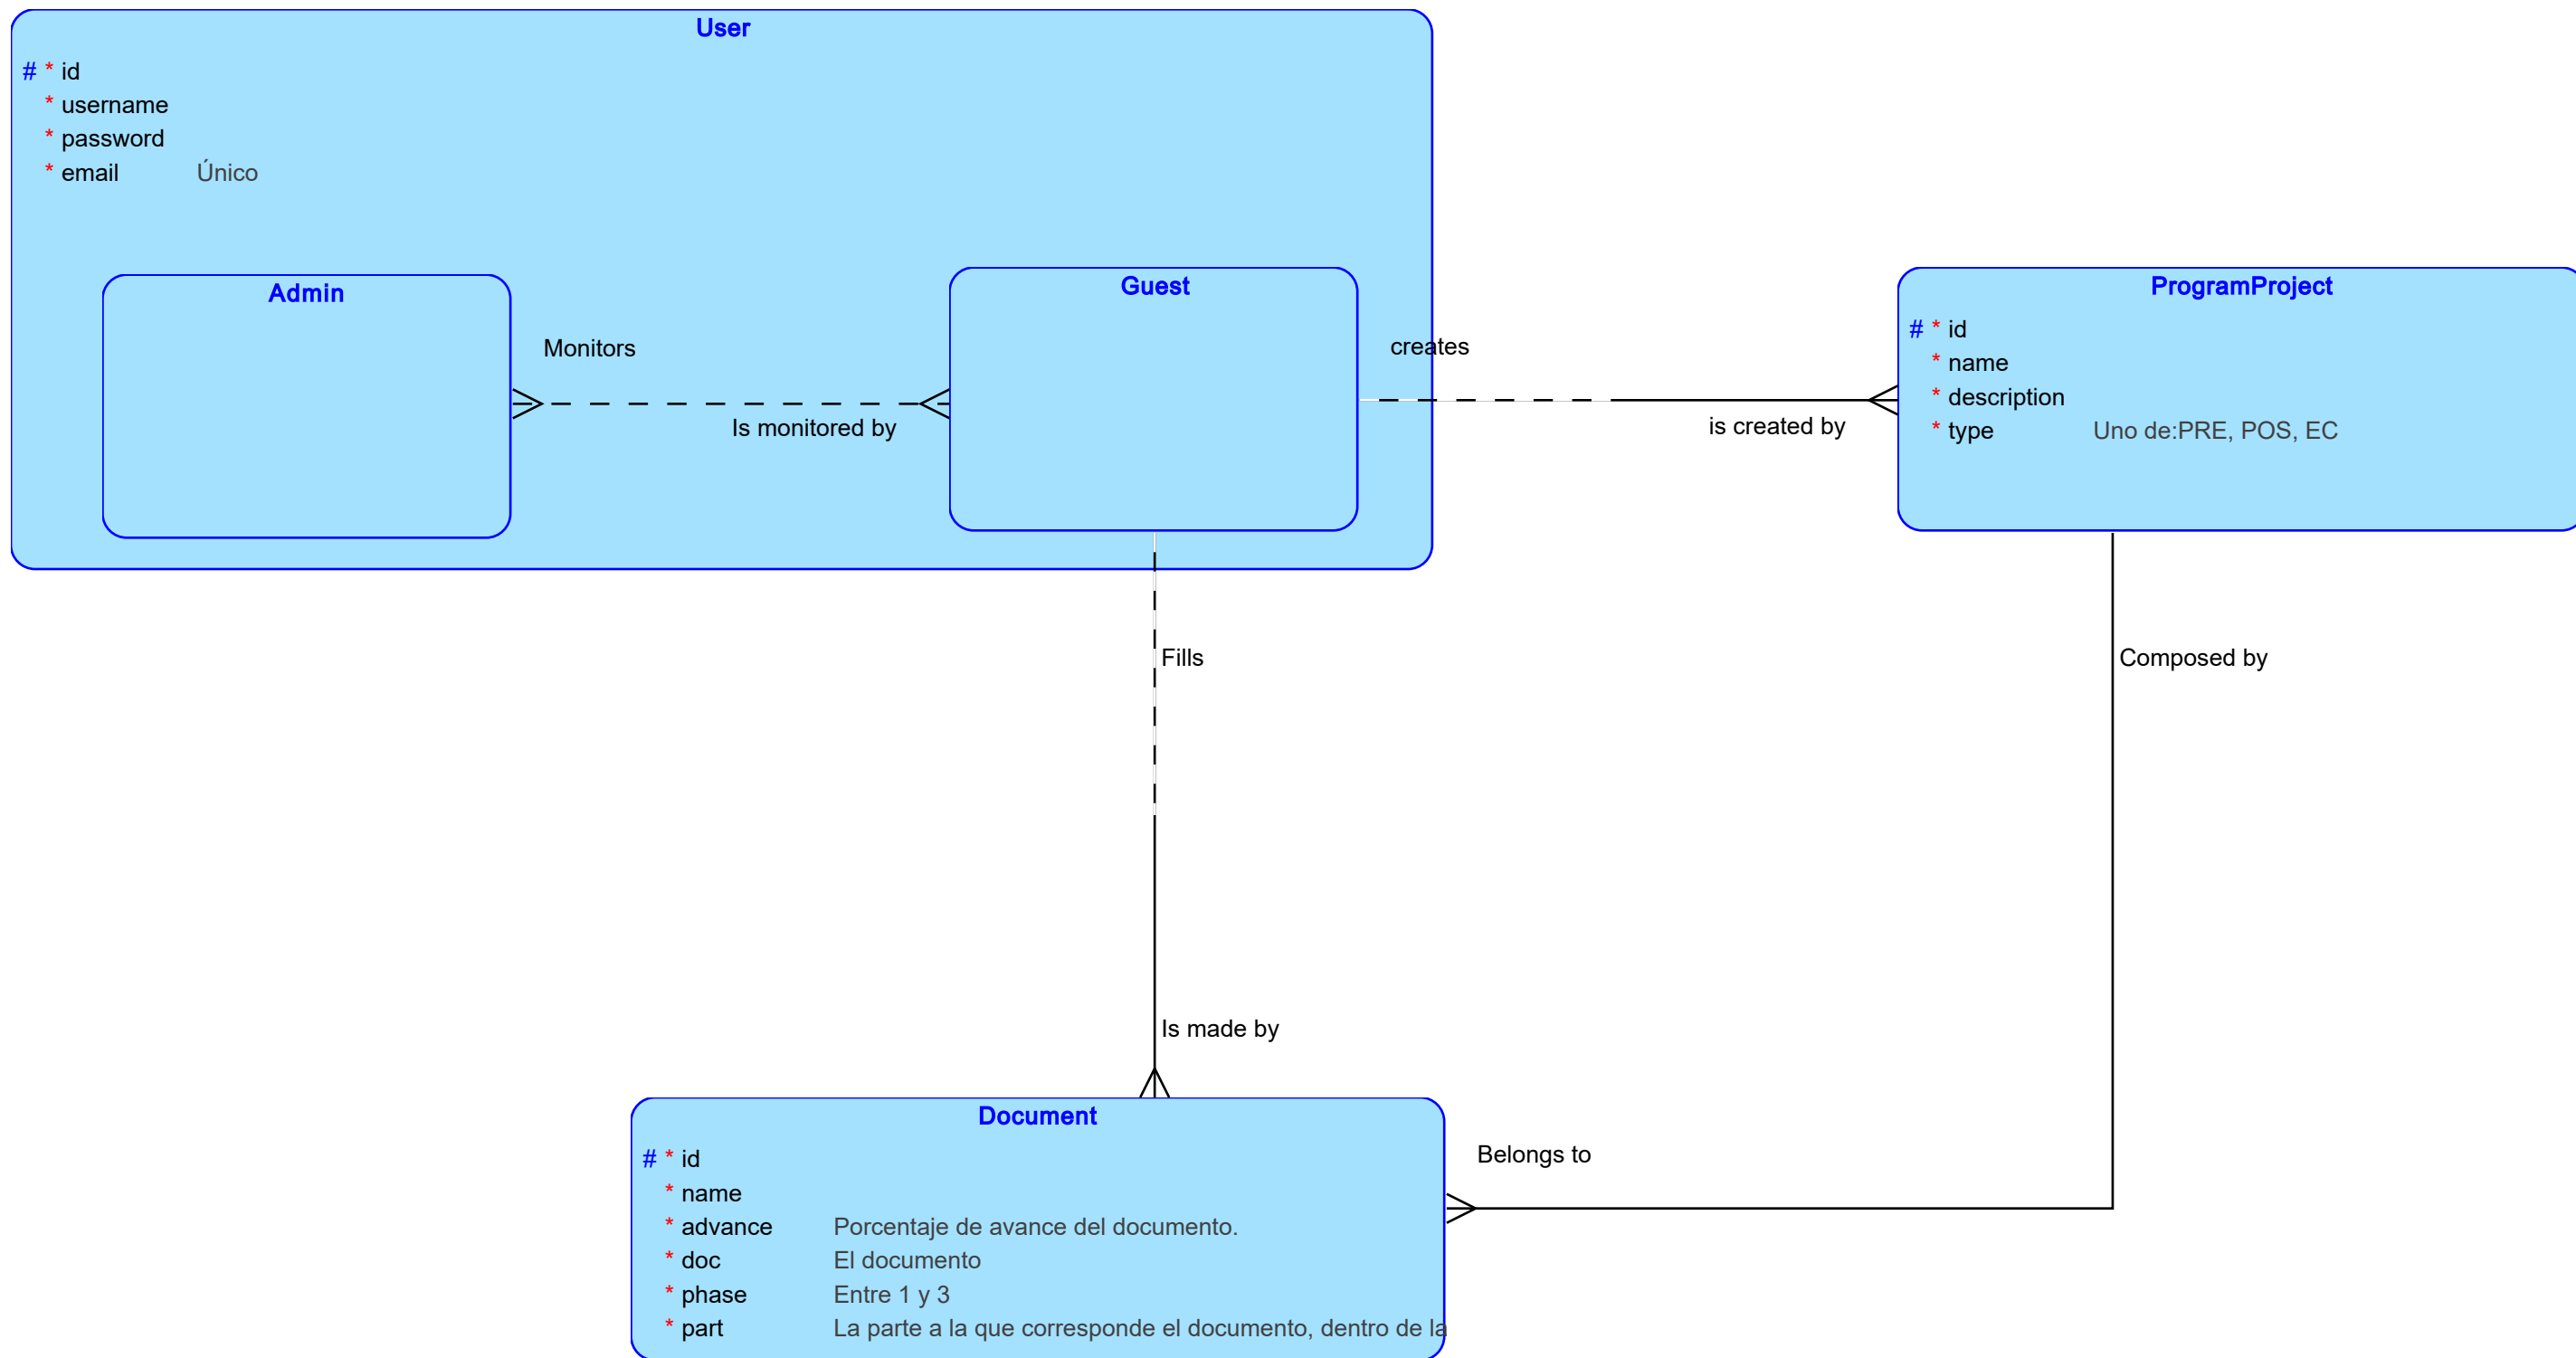 User
# * id
* username
* password
* email Único
Admin
Guest
ProgramProject
Monitors
creates
# * id
* name
* description
* type Uno de:PRE, POS, EC
Is monitored by
is created by
Fills
Composed by
Is made by
Document
Belongs to
# * id
* name
* advance Porcentaje de avance del documento.
* doc El documento
* phase Entre 1 y 3
* part La parte a la que corresponde el documento, dentro de la